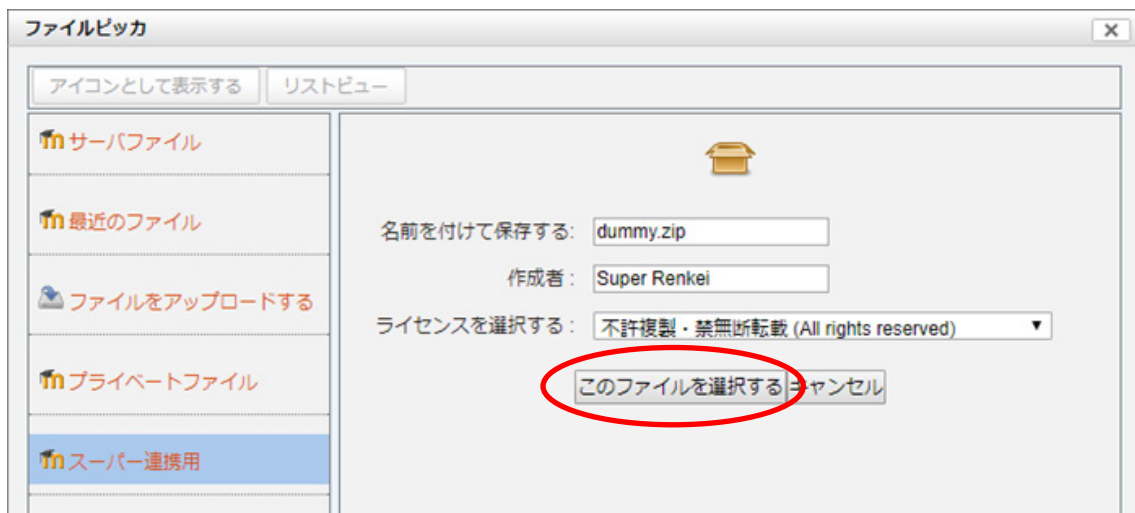 ファイルピッカ
アイコンとして表示する リストビュー
サーバファイル
最近のファイル
ファイルをアップロードする
プライベートファイル
スーパー連携用
名前を付けて保存する: dummy.zip
作成者 : Super Renkei
ライセンスを選択する : 不許複製・禁無断転載 (All rights reserved)
このファイルを選択する キャンセル